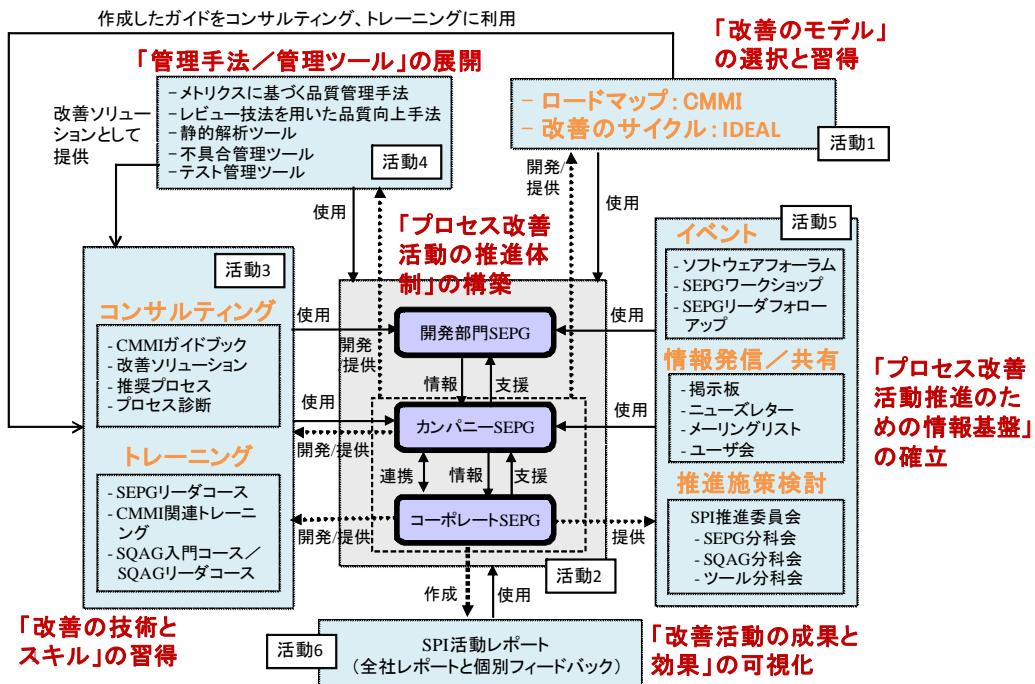 作成したガイドをコンサルティング、トレーニングに利用
「改善のモデル」
の選択と習得
「管理手法／管理ツール」の展開
－メトリクスに基づく品質管理手法
－レビュー技法を用いた品質向上手法
－静的解析ツール
－不具合管理ツール
－テスト管理ツール
活動4
改善ソリュー
ションとして
提供
－ ロードマップ：CMMI
－ 改善のサイクル：IDEAL
活動1
開発/
提供
使用
使用
「プロセス改善
活動の推進体
制」の構築
活動3
コンサルティング
- CMMIガイドブック
- 改善ソリューション
- 推奨プロセス
- プロセス診断
トレーニング
- SEPGリーダコース
- CMMI関連トレーニ
ング
- SQAG入門コース／
SQAGリーダコース
「改善の技術と
スキル」の習得
使用
開発
/提供
使用
開発/提供
開発/提供
開発部門SEPG
情報
支援
カンパニーSEPG
連携
情報
支援
コーポレートSEPG
活動2
作成
使用
使用
使用
提供
活動5
イベント
- ソフトウェアフォーラム
- SEPGワークショップ
- SEPGリーダフォロー
アップ
情報発信／共有
- 掲示板
- ニューズレター
- メーリングリスト
- ユーザ会
推進施策検討
SPI推進委員会
- SEPG分科会
- SQAG分科会
- ツール分科会
「プロセス改善
活動推進のた
めの情報基盤」
の確立
活動6
SPI活動レポート
（全社レポートと個別フィードバック）
「改善活動の成果と
効果」の可視化